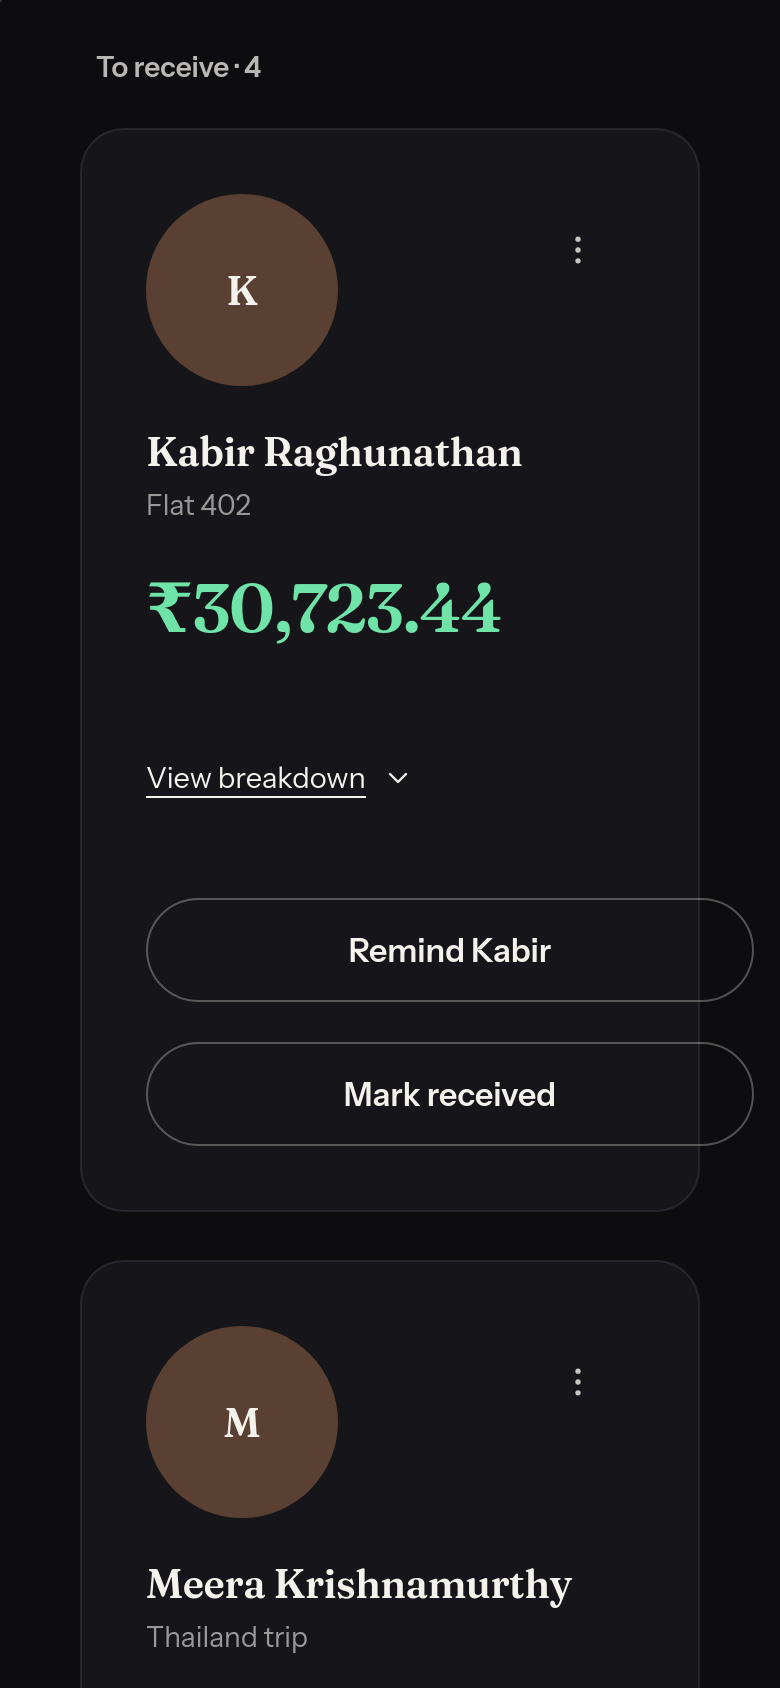 To receive · 4
K
Kabir Raghunathan
Flat 402
₹30,723.44
View breakdown
Remind Kabir
Mark received
M
Meera Krishnamurthy
Thailand trip